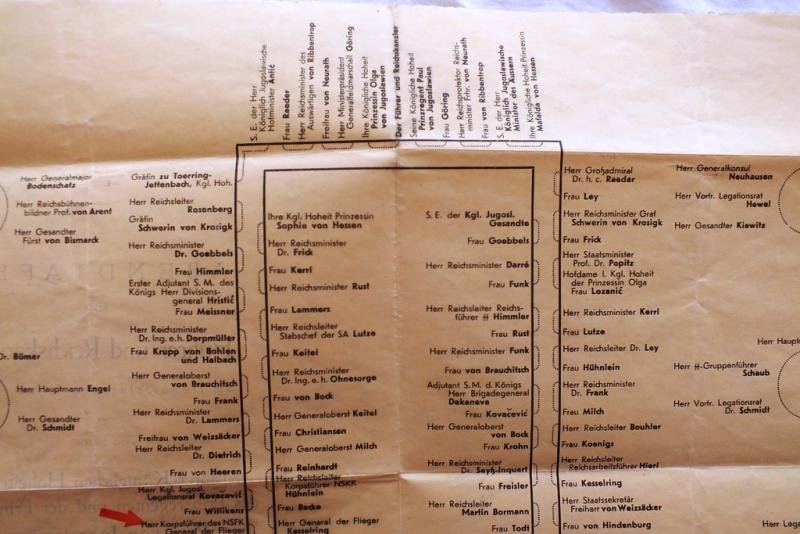 S. E. der Herr
Königlich Jugoslawische
Hofminister Antić
Frau Raeder
Herr Reichsminister des
Auswärtigen von Ribbentrop
Freifrau von Neurath
Herr Ministerpräsident
Generalfeldmarschall Göring
Ihre Königliche Hoheit
Prinzessin Olga
von Jugoslawien
Der Führer und Reichskanzler
Seine Königliche Hoheit
Prinzregent Paul
von Jugoslawien
Frau Göring
Herr Reichsprotektor Reichs-
minister Frhr. von Neurath
Frau von Ribbentrop
S. E. der Herr
Königlich Jugoslawische
Minister des Äussern
Ihre Königliche Hoheit Prinzessin
Mafalda von Hessen
Herr Generalmajor
Bodenschatz
Herr Reichsbühnen-
bildner Prof. von Arent
Herr Gesandter
Fürst von Bismarck
Dr. Bömer
Herr Hauptmann Engel
Herr Gesandter
Dr. Schmidt
Gräfin zu Toerring-
Jettenbach, Kgl. Hoh.
Herr Reichsleiter
Rosenberg
Gräfin
Schwerin von Krosigk
Herr Reichsminister
Dr. Goebbels
Frau Himmler
Erster Adjutant S. M. des
Königs Herr Divisions-
general Hristić
Frau Meissner
Herr Reichsminister
Dr. Ing. e. h. Dorpmüller
Frau Krupp von Bohlen
und Halbach
Herr Generaloberst
von Brauchitsch
Frau Frank
Herr Reichsminister
Dr. Lammers
Freifrau von Weizsäcker
Herr Reichsleiter
Dr. Dietrich
Frau von Heeren
Herr Kgl. Jugosl.
Legationsrat Kovačević
Frau Willikens
Herr Korpsführer des NSFK
General der Flieger
Ihre Kgl. Hoheit Prinzessin
Sophie von Hessen
Herr Reichsminister
Dr. Frick
Frau Kerrl
Herr Reichsminister Rust
Frau Lammers
Herr Reichsleiter
Stabschef der SA Lutze
Frau Keitel
Herr Reichsminister
Dr. Ing. e. h. Ohnesorge
Frau von Bock
Herr Generaloberst Keitel
Frau Christiansen
Herr Generaloberst Milch
Frau Reinhardt
Herr Reichsleiter
Korpsführer NSKK
Hühnlein
Frau Backe
Herr General der Flieger
Kesselring
S. E. der Kgl. Jugosl.
Gesandte
Frau Goebbels
Herr Reichsminister Darré
Frau Funk
Herr Reichsleiter Reichs-
führer ᛋᛋ Himmler
Frau Rust
Herr Reichsminister Funk
Frau von Brauchitsch
Adjutant S. M. d. Königs
Herr Brigadegeneral
Dekaneva
Frau Kovačević
Herr Generaloberst
von Bock
Frau Krohn
Herr Reichsminister
Dr. Seyß-Inquart
Frau Freisler
Herr Reichsleiter
Martin Bormann
Frau Todt
Herr Großadmiral
Dr. h. c. Raeder
Frau Ley
Herr Reichsminister Graf
Schwerin von Krosigk
Frau Frick
Herr Staatsminister
Prof. Dr. Popitz
Hofdame I. Kgl. Hoheit
der Prinzessin Olga
Frau Lozanić
Herr Reichsminister Kerrl
Frau Lutze
Herr Reichsleiter Dr. Ley
Frau Hühnlein
Herr Reichsminister
Dr. Frank
Frau Milch
Herr Reichsleiter Bouhler
Frau Koenigs
Herr Reichsleiter
Reichsarbeitsführer Hierl
Frau Kesselring
Herr Staatssekretär
Freiherr von Weizsäcker
Frau von Hindenburg
Herr Generalkonsul
Neuhausen
Herr Vortr. Legationsrat
Hewel
Herr Gesandter Kiewitz
Herr Haupt
Herr ᛋᛋ-Gruppenführer
Schaub
Herr Vortr. Legationsrat
Dr. Schmidt